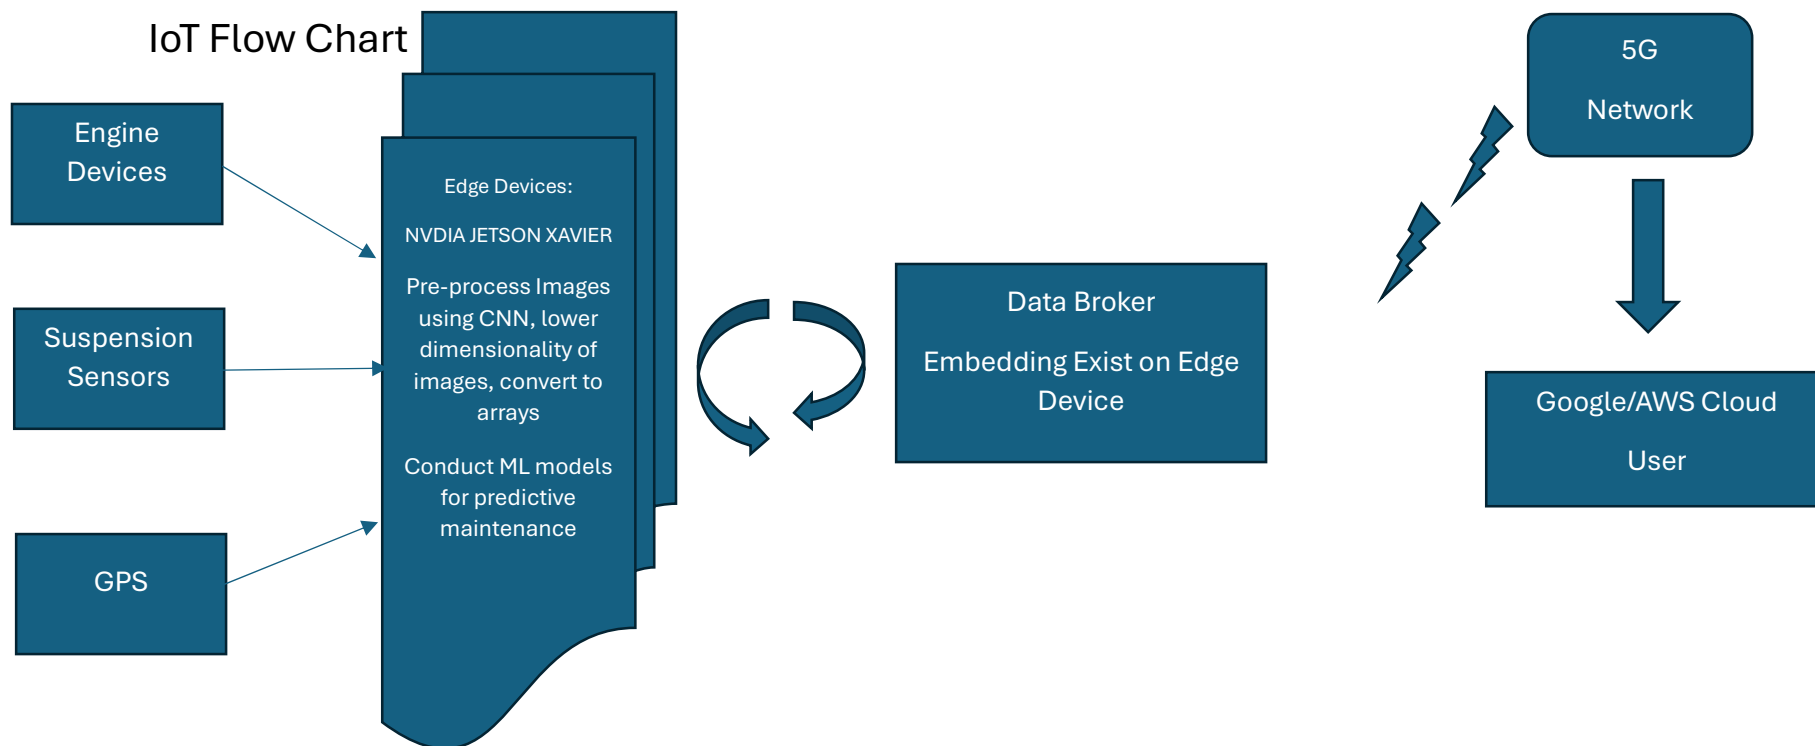 IoT Flow Chart
Engine
Devices
Suspension
Sensors
GPS
Edge Devices:
NVDIA JETSON XAVIER
Pre-process Images
using CNN, lower
dimensionality of
images, convert to
arrays
Conduct ML models
for predictive
maintenance
Data Broker
Embedding Exist on Edge
Device
5G
Network
Google/AWS Cloud
User